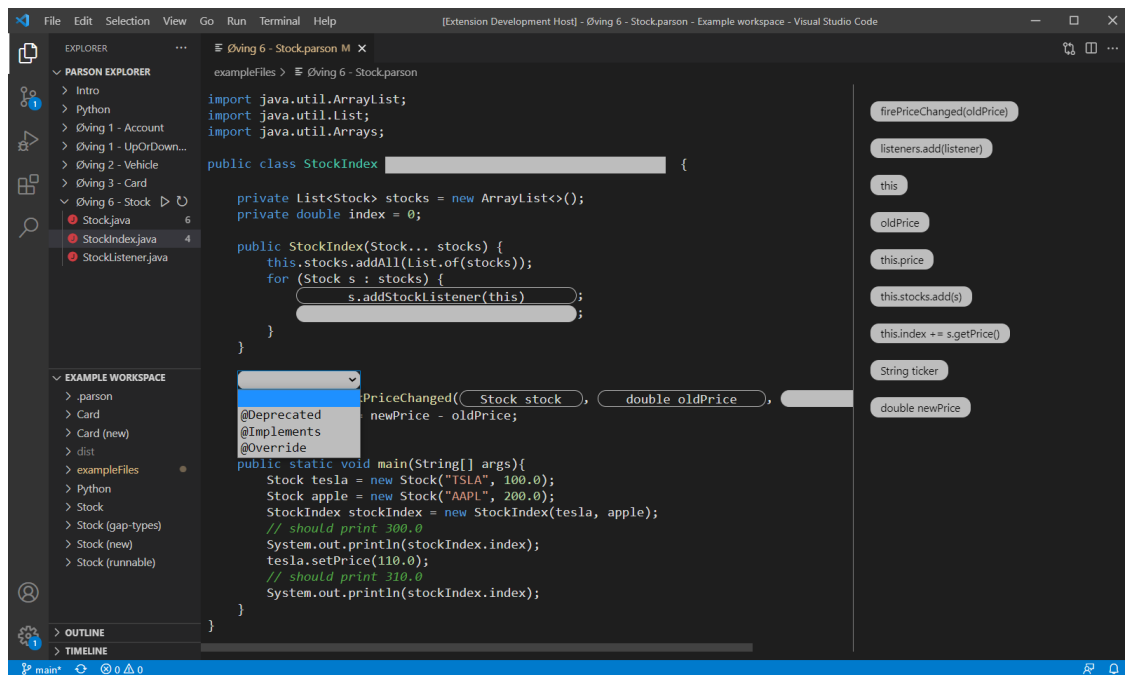 File Edit Selection View Go Run Terminal Help [Extension Development Host] - Øving 6 - Stock.parson - Example workspace - Visual Studio Code
EXPLORER
Øving 6 - Stock.parson M
PARSON EXPLORER
Intro
Python
Øving 1 - Account
Øving 1 - UpOrDown...
Øving 2 - Vehicle
Øving 3 - Card
Øving 6 - Stock
Stock.java 6
StockIndex.java 4
StockListener.java
EXAMPLE WORKSPACE
.parson
Card
Card (new)
dist
exampleFiles
Python
Stock
Stock (gap-types)
Stock (new)
Stock (runnable)
OUTLINE
TIMELINE
1
1
exampleFiles > Øving 6 - Stock.parson
import java.util.ArrayList;
import java.util.List;
import java.util.Arrays;
public class StockIndex {
private List<Stock> stocks = new ArrayList<>();
private double index = 0;
public StockIndex(Stock... stocks) {
this.stocks.addAll(List.of(stocks));
for (Stock s : stocks) {
s.addStockListener(this) ;
;
}
}
PriceChanged( Stock stock , double oldPrice ,
@Deprecated = newPrice - oldPrice;
@Implements
@Override
public static void main(String[] args){
Stock tesla = new Stock("TSLA", 100.0);
Stock apple = new Stock("AAPL", 200.0);
StockIndex stockIndex = new StockIndex(tesla, apple);
// should print 300.0
System.out.println(stockIndex.index);
tesla.setPrice(110.0);
// should print 310.0
System.out.println(stockIndex.index);
}
}
firePriceChanged(oldPrice)
listeners.add(listener)
this
oldPrice
this.price
this.stocks.add(s)
this.index += s.getPrice()
String ticker
double newPrice
main* 0 0